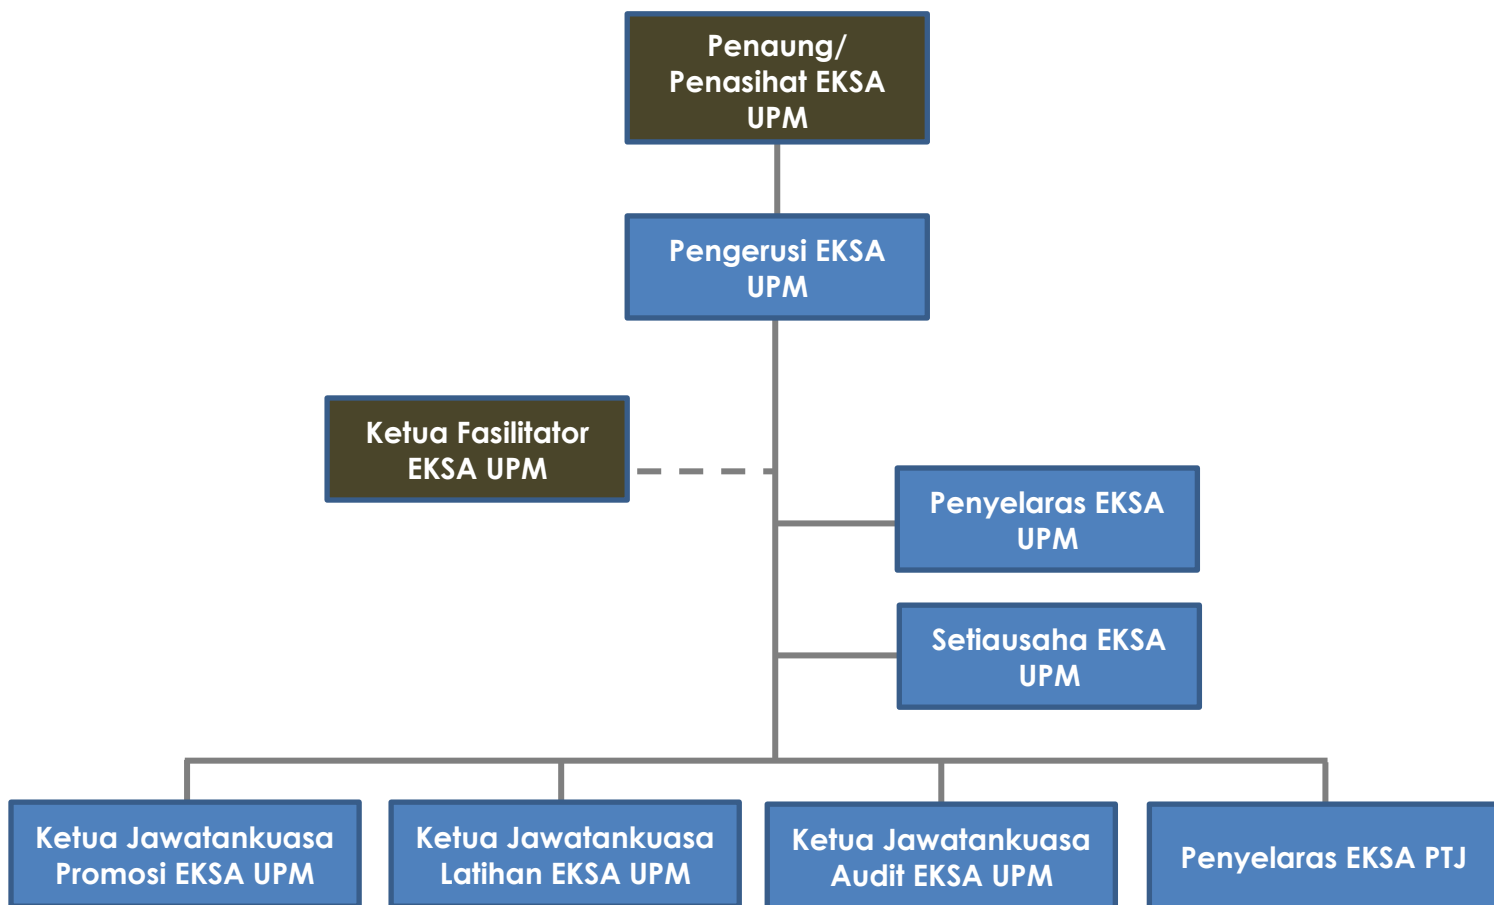 Penaung/
Penasihat EKSA
UPM
Pengerusi EKSA
UPM
Ketua Fasilitator
EKSA UPM
Penyelaras EKSA
UPM
Setiausaha EKSA
UPM
Ketua Jawatankuasa
Promosi EKSA UPM
Ketua Jawatankuasa
Latihan EKSA UPM
Ketua Jawatankuasa
Audit EKSA UPM
Penyelaras EKSA PTJ